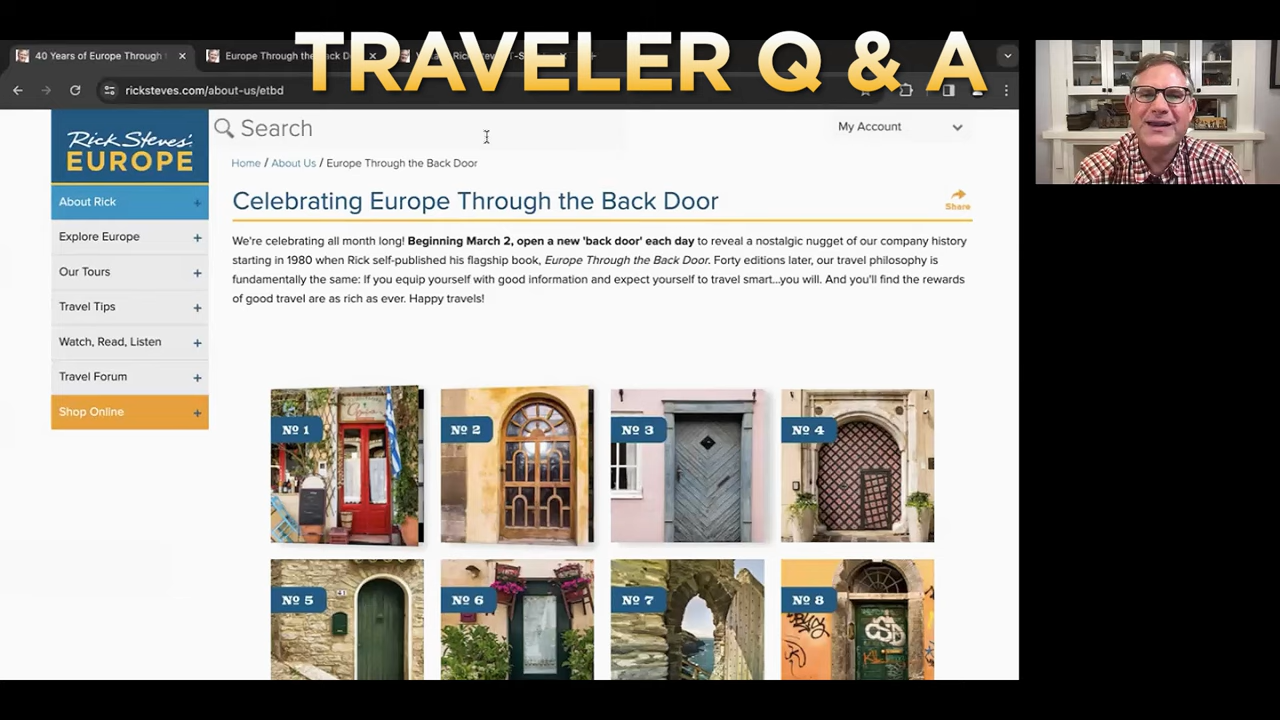 TRAVELER Q & A
40 Years of Europe Through
Europe Through the Back D
ricksteves.com/about-us/etbd
Rick Steves'
EUROPE
Search
My Account
Home / About Us / Europe Through the Back Door
About Rick +
Explore Europe +
Our Tours +
Travel Tips +
Watch, Read, Listen +
Travel Forum +
Shop Online +
Celebrating Europe Through the Back Door
Share
We're celebrating all month long! Beginning March 2, open a new 'back door' each day to reveal a nostalgic nugget of our company history
starting in 1980 when Rick self-published his flagship book, Europe Through the Back Door. Forty editions later, our travel philosophy is
fundamentally the same: If you equip yourself with good information and expect yourself to travel smart...you will. And you'll find the rewards
of good travel are as rich as ever. Happy travels!
Nº 1
Nº 2
Nº 3
Nº 4
Nº 5
41
Nº 6
Nº 7
Nº 8